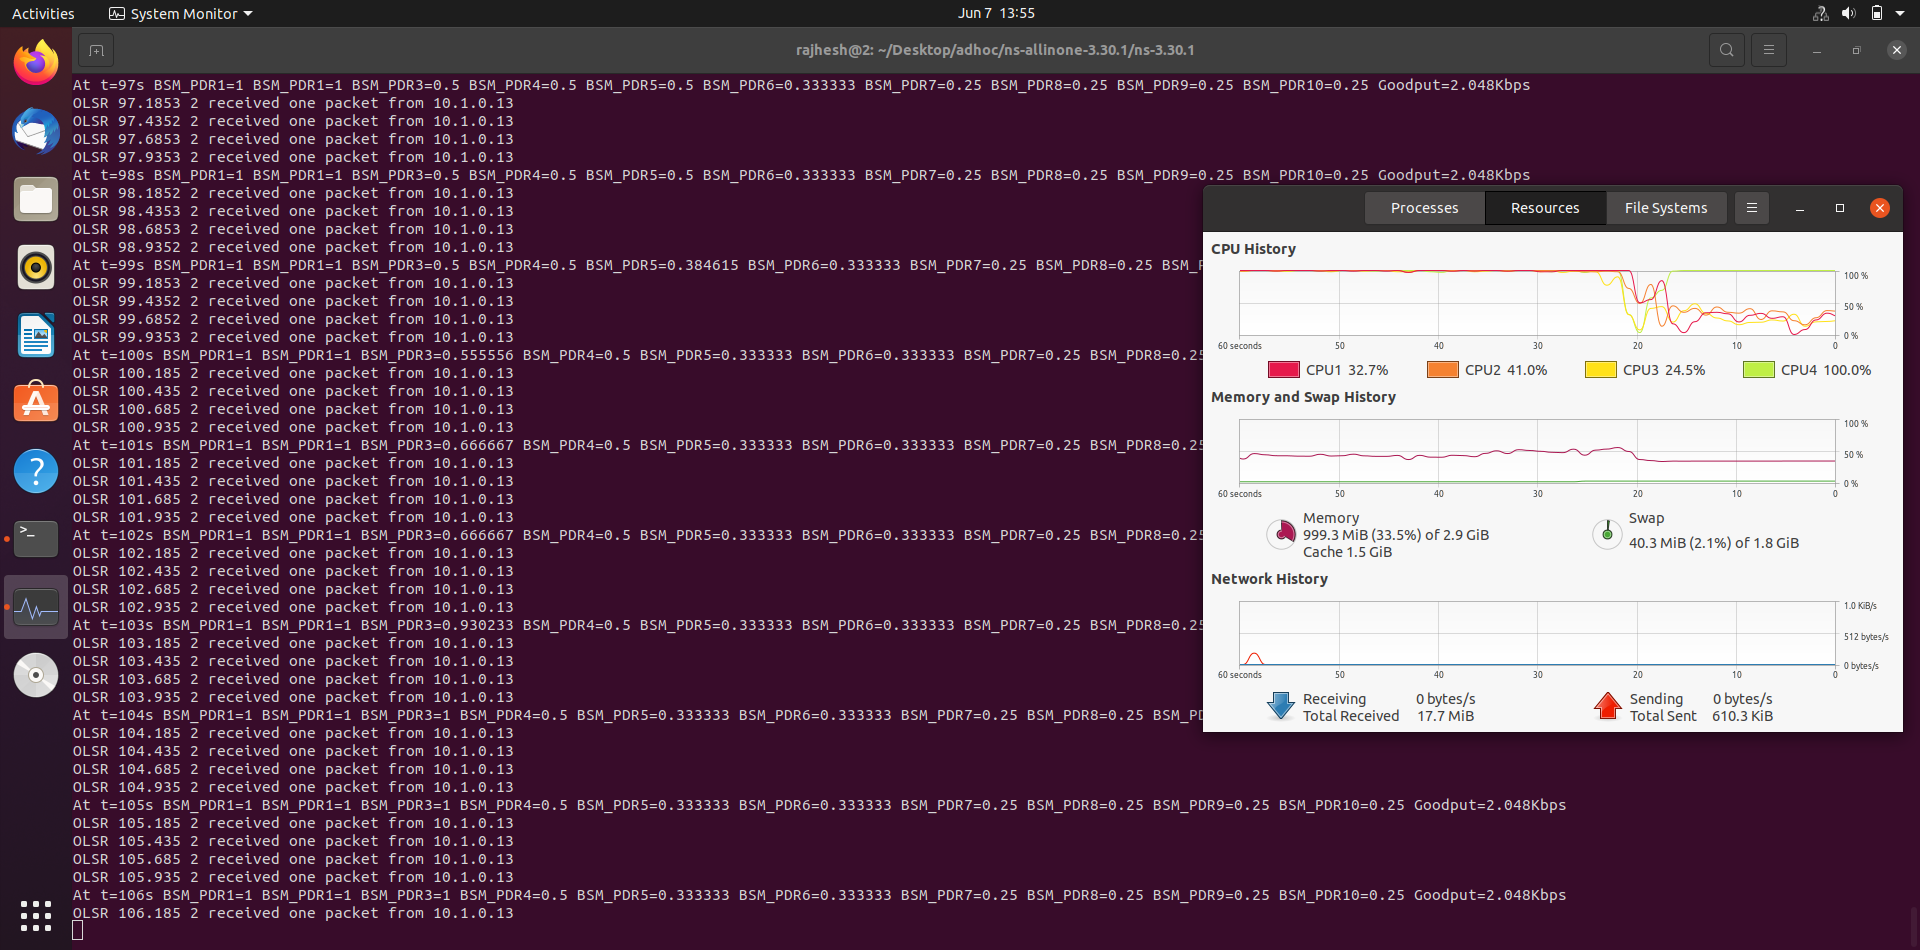 Activities
System Monitor
Jun 7 13:55
rajhesh@2: ~/Desktop/adhoc/ns-allinone-3.30.1/ns-3.30.1
At t=97s BSM_PDR1=1 BSM_PDR1=1 BSM_PDR3=0.5 BSM_PDR4=0.5 BSM_PDR5=0.5 BSM_PDR6=0.333333 BSM_PDR7=0.25 BSM_PDR8=0.25 BSM_PDR9=0.25 BSM_PDR10=0.25 Goodput=2.048Kbps
OLSR 97.1853 2 received one packet from 10.1.0.13
OLSR 97.4352 2 received one packet from 10.1.0.13
OLSR 97.6853 2 received one packet from 10.1.0.13
OLSR 97.9353 2 received one packet from 10.1.0.13
At t=98s BSM_PDR1=1 BSM_PDR1=1 BSM_PDR3=0.5 BSM_PDR4=0.5 BSM_PDR5=0.5 BSM_PDR6=0.333333 BSM_PDR7=0.25 BSM_PDR8=0.25 BSM_PDR9=0.25 BSM_PDR10=0.25 Goodput=2.048Kbps
OLSR 98.1852 2 received one packet from 10.1.0.13
OLSR 98.4353 2 received one packet from 10.1.0.13
OLSR 98.6853 2 received one packet from 10.1.0.13
OLSR 98.9352 2 received one packet from 10.1.0.13
At t=99s BSM_PDR1=1 BSM_PDR1=1 BSM_PDR3=0.5 BSM_PDR4=0.5 BSM_PDR5=0.384615 BSM_PDR6=0.333333 BSM_PDR7=0.25 BSM_PDR8=0.25 BSM_P
OLSR 99.1853 2 received one packet from 10.1.0.13
OLSR 99.4352 2 received one packet from 10.1.0.13
OLSR 99.6852 2 received one packet from 10.1.0.13
OLSR 99.9353 2 received one packet from 10.1.0.13
At t=100s BSM_PDR1=1 BSM_PDR1=1 BSM_PDR3=0.555556 BSM_PDR4=0.5 BSM_PDR5=0.333333 BSM_PDR6=0.333333 BSM_PDR7=0.25 BSM_PDR8=0.25
OLSR 100.185 2 received one packet from 10.1.0.13
OLSR 100.435 2 received one packet from 10.1.0.13
OLSR 100.685 2 received one packet from 10.1.0.13
OLSR 100.935 2 received one packet from 10.1.0.13
At t=101s BSM_PDR1=1 BSM_PDR1=1 BSM_PDR3=0.666667 BSM_PDR4=0.5 BSM_PDR5=0.333333 BSM_PDR6=0.333333 BSM_PDR7=0.25 BSM_PDR8=0.25
OLSR 101.185 2 received one packet from 10.1.0.13
OLSR 101.435 2 received one packet from 10.1.0.13
OLSR 101.685 2 received one packet from 10.1.0.13
OLSR 101.935 2 received one packet from 10.1.0.13
At t=102s BSM_PDR1=1 BSM_PDR1=1 BSM_PDR3=0.666667 BSM_PDR4=0.5 BSM_PDR5=0.333333 BSM_PDR6=0.333333 BSM_PDR7=0.25 BSM_PDR8=0.25
OLSR 102.185 2 received one packet from 10.1.0.13
OLSR 102.435 2 received one packet from 10.1.0.13
OLSR 102.685 2 received one packet from 10.1.0.13
OLSR 102.935 2 received one packet from 10.1.0.13
At t=103s BSM_PDR1=1 BSM_PDR1=1 BSM_PDR3=0.930233 BSM_PDR4=0.5 BSM_PDR5=0.333333 BSM_PDR6=0.333333 BSM_PDR7=0.25 BSM_PDR8=0.25
OLSR 103.185 2 received one packet from 10.1.0.13
OLSR 103.435 2 received one packet from 10.1.0.13
OLSR 103.685 2 received one packet from 10.1.0.13
OLSR 103.935 2 received one packet from 10.1.0.13
At t=104s BSM_PDR1=1 BSM_PDR1=1 BSM_PDR3=1 BSM_PDR4=0.5 BSM_PDR5=0.333333 BSM_PDR6=0.333333 BSM_PDR7=0.25 BSM_PDR8=0.25 BSM_PD
OLSR 104.185 2 received one packet from 10.1.0.13
OLSR 104.435 2 received one packet from 10.1.0.13
OLSR 104.685 2 received one packet from 10.1.0.13
OLSR 104.935 2 received one packet from 10.1.0.13
At t=105s BSM_PDR1=1 BSM_PDR1=1 BSM_PDR3=1 BSM_PDR4=0.5 BSM_PDR5=0.333333 BSM_PDR6=0.333333 BSM_PDR7=0.25 BSM_PDR8=0.25 BSM_PDR9=0.25 BSM_PDR10=0.25 Goodput=2.048Kbps
OLSR 105.185 2 received one packet from 10.1.0.13
OLSR 105.435 2 received one packet from 10.1.0.13
OLSR 105.685 2 received one packet from 10.1.0.13
OLSR 105.935 2 received one packet from 10.1.0.13
At t=106s BSM_PDR1=1 BSM_PDR1=1 BSM_PDR3=1 BSM_PDR4=0.5 BSM_PDR5=0.333333 BSM_PDR6=0.333333 BSM_PDR7=0.25 BSM_PDR8=0.25 BSM_PDR9=0.25 BSM_PDR10=0.25 Goodput=2.048Kbps
OLSR 106.185 2 received one packet from 10.1.0.13
Processes Resources File Systems
CPU History
100 %
50 %
0 %
60 seconds 50 40 30 20 10 0
CPU1 32.7% CPU2 41.0% CPU3 24.5% CPU4 100.0%
Memory and Swap History
100 %
50 %
0 %
60 seconds 50 40 30 20 10 0
Memory
999.3 MiB (33.5%) of 2.9 GiB
Cache 1.5 GiB
Swap
40.3 MiB (2.1%) of 1.8 GiB
Network History
1.0 KiB/s
512 bytes/s
0 bytes/s
60 seconds 50 40 30 20 10 0
Receiving 0 bytes/s
Total Received 17.7 MiB
Sending 0 bytes/s
Total Sent 610.3 KiB